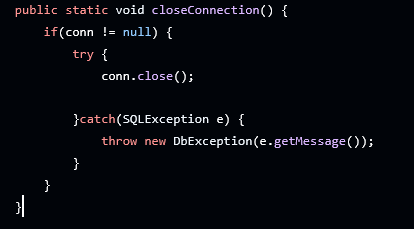 public static void closeConnection() {
    if(conn != null) {
        try {
            conn.close();

        }catch(SQLException e) {
            throw new DbException(e.getMessage());
        }
    }
}